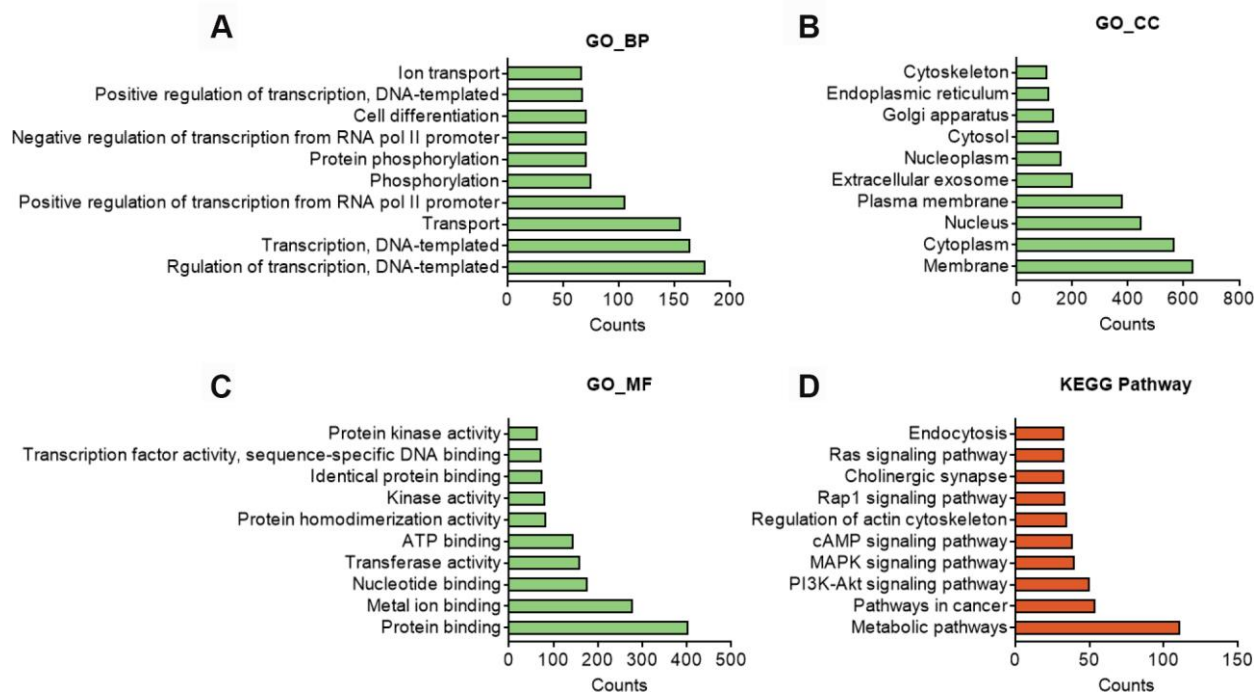 A
GO_BP
Ion transport
Positive regulation of transcription, DNA-templated
Cell differentiation
Negative regulation of transcription from RNA pol II promoter
Protein phosphorylation
Phosphorylation
Positive regulation of transcription from RNA pol II promoter
Transport
Transcription, DNA-templated
Rgulation of transcription, DNA-templated
0 50 100 150 200
Counts
B
GO_CC
Cytoskeleton
Endoplasmic reticulum
Golgi apparatus
Cytosol
Nucleoplasm
Extracellular exosome
Plasma membrane
Nucleus
Cytoplasm
Membrane
0 200 400 600 800
Counts
C
GO_MF
Protein kinase activity
Transcription factor activity, sequence-specific DNA binding
Identical protein binding
Kinase activity
Protein homodimerization activity
ATP binding
Transferase activity
Nucleotide binding
Metal ion binding
Protein binding
0 100 200 300 400 500
Counts
D
KEGG Pathway
Endocytosis
Ras signaling pathway
Cholinergic synapse
Rap1 signaling pathway
Regulation of actin cytoskeleton
cAMP signaling pathway
MAPK signaling pathway
PI3K-Akt signaling pathway
Pathways in cancer
Metabolic pathways
0 50 100 150
Counts